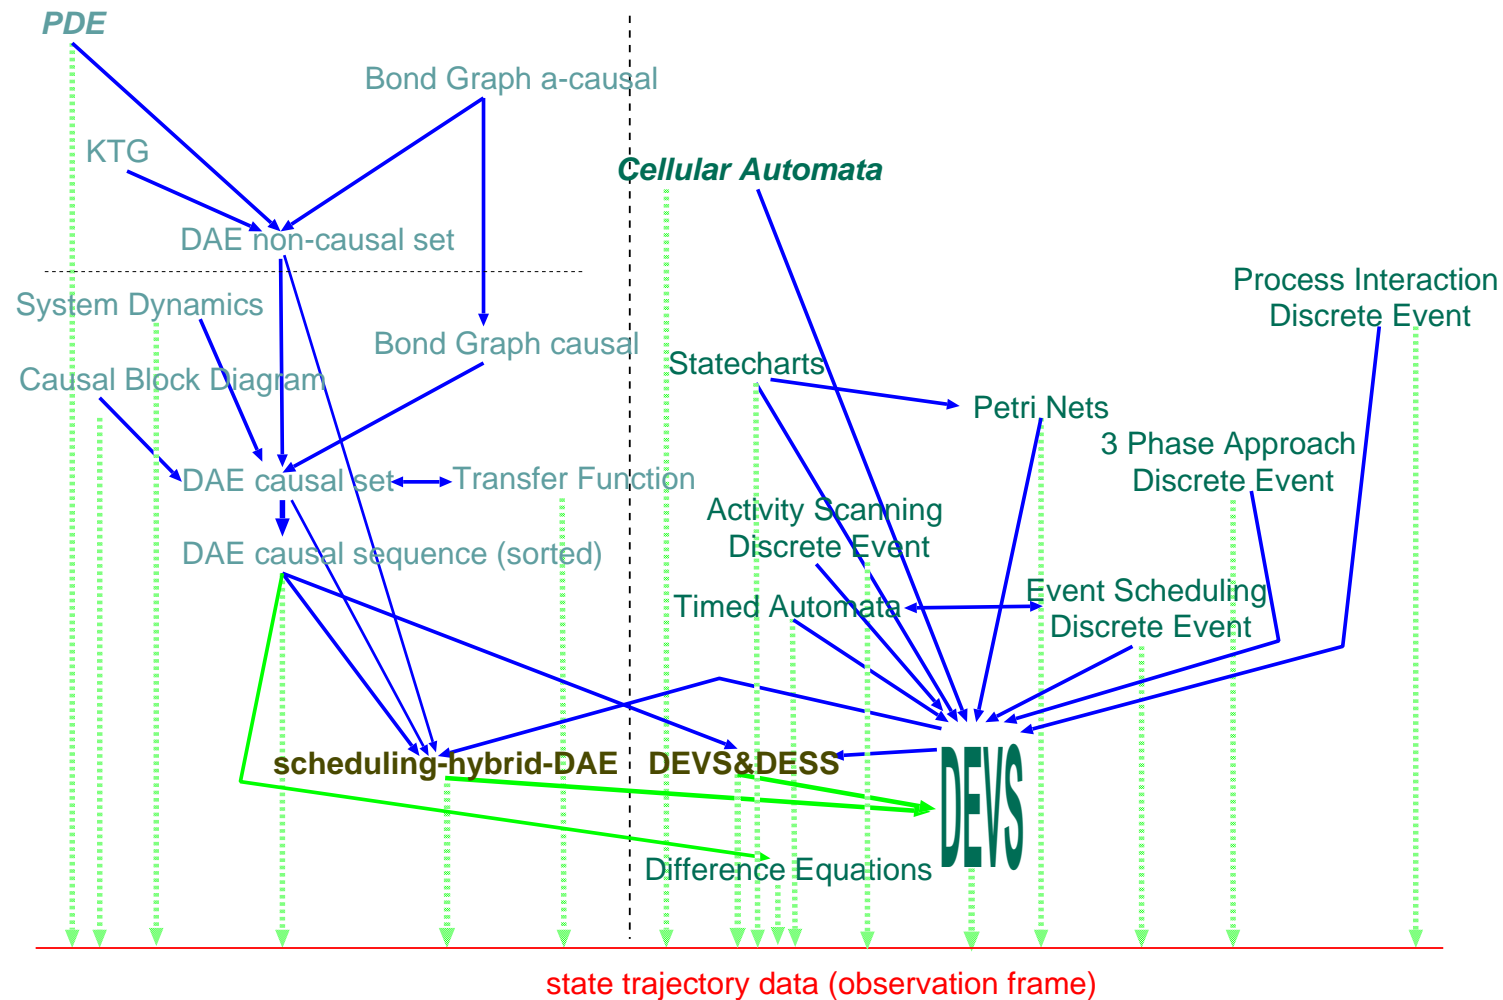 PDE
Bond Graph a-causal
KTG
Cellular Automata
DAE non-causal set
Process Interaction
Discrete Event
System Dynamics
Bond Graph causal
Statecharts
Causal Block Diagram
Petri Nets
3 Phase Approach
Discrete Event
DAE causal set
Transfer Function
Activity Scanning
Discrete Event
DAE causal sequence (sorted)
Timed Automata
Event Scheduling
Discrete Event
scheduling-hybrid-DAE
DEVS&DESS
DEVS
Difference Equations
state trajectory data (observation frame)